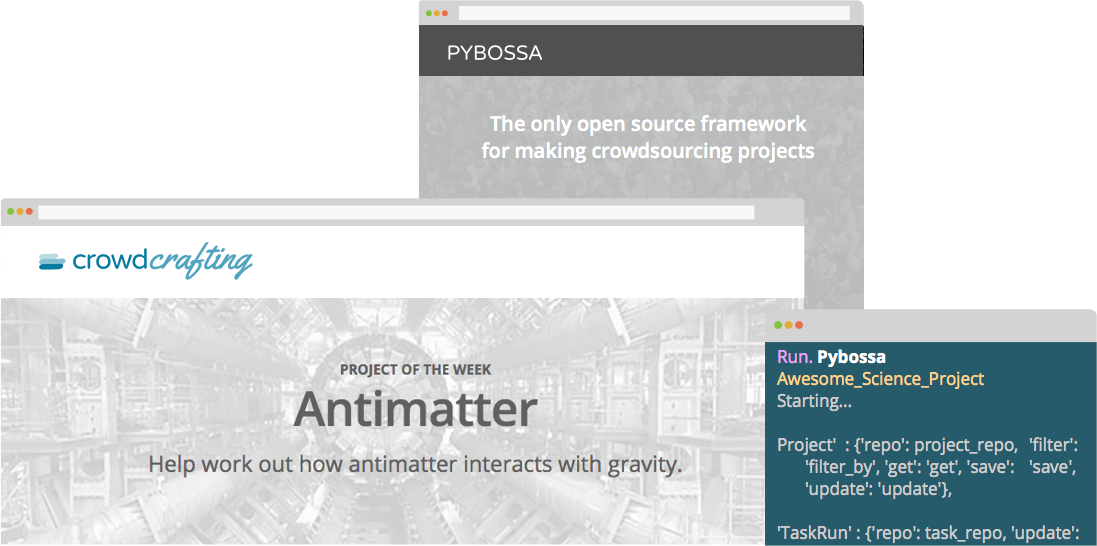 PYBOSSA
The only open source framework
for making crowdsourcing projects
crowdcrafting
PROJECT OF THE WEEK
Antimatter
Help work out how antimatter interacts with gravity.
Run. Pybossa
Awesome_Science_Project
Starting...
Project' : {'repo': project_repo, 'filter':
'filter_by', 'get': 'get', 'save': 'save',
'update': 'update'},
'TaskRun' : {'repo': task_repo, 'update':